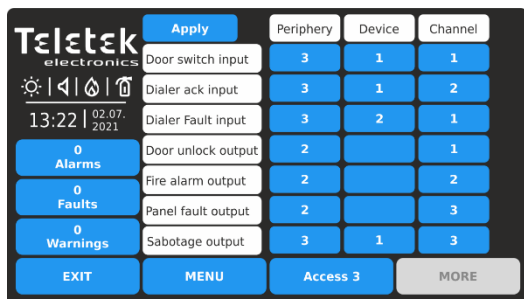 Teletek
electronics
13:22 02.07.
2021
0
Alarms
0
Faults
0
Warnings
Apply Periphery Device Channel
Door switch input 3 1 1
Dialer ack input 3 1 2
Dialer Fault input 3 2 1
Door unlock output 2 1
Fire alarm output 2 2
Panel fault output 2 3
Sabotage output 3 1 3
EXIT MENU Access 3 MORE